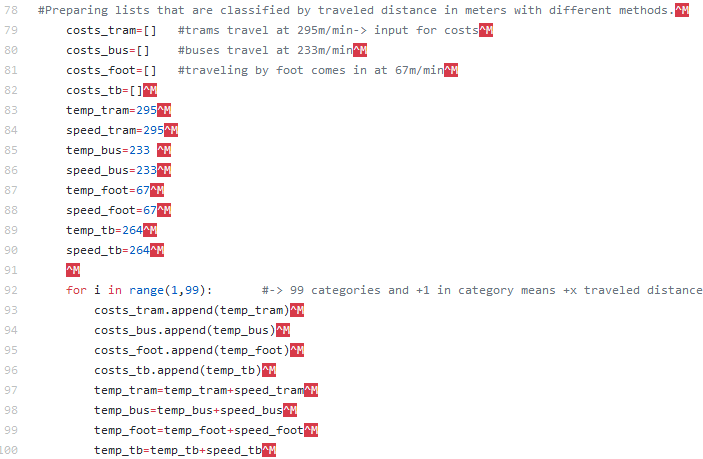 78 #Preparing lists that are classified by traveled distance in meters with different methods.^M
79 costs_tram=[] #trams travel at 295m/min-> input for costs^M
80 costs_bus=[] #buses travel at 233m/min^M
81 costs_foot=[] #traveling by foot comes in at 67m/min^M
82 costs_tb=[]^M
83 temp_tram=295^M
84 speed_tram=295^M
85 temp_bus=233 ^M
86 speed_bus=233^M
87 temp_foot=67^M
88 speed_foot=67^M
89 temp_tb=264^M
90 speed_tb=264^M
91 ^M
92 for i in range(1,99): #-> 99 categories and +1 in category means +x traveled distance
93 costs_tram.append(temp_tram)^M
94 costs_bus.append(temp_bus)^M
95 costs_foot.append(temp_foot)^M
96 costs_tb.append(temp_tb)^M
97 temp_tram=temp_tram+speed_tram^M
98 temp_bus=temp_bus+speed_bus^M
99 temp_foot=temp_foot+speed_foot^M
100 temp_tb=temp_tb+speed_tb^M